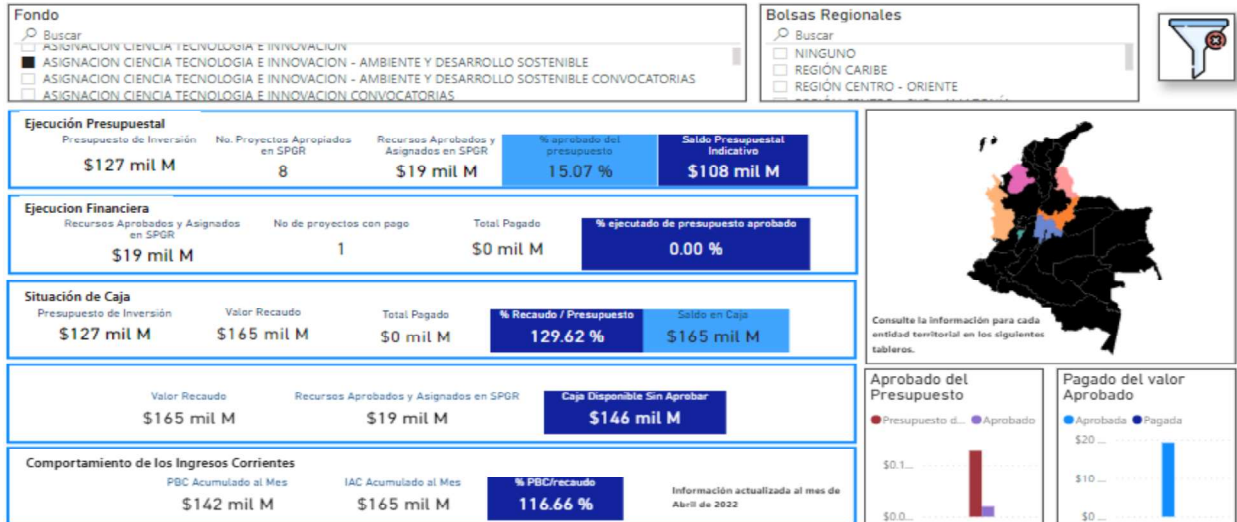 Fondo
Buscar
ASIGNACION CIENCIA TECNOLOGIA E INNOVACION
ASIGNACION CIENCIA TECNOLOGIA E INNOVACION - AMBIENTE Y DESARROLLO SOSTENIBLE
ASIGNACION CIENCIA TECNOLOGIA E INNOVACION - AMBIENTE Y DESARROLLO SOSTENIBLE CONVOCATORIAS
ASIGNACION CIENCIA TECNOLOGIA E INNOVACION CONVOCATORIAS
Bolsas Regionales
Buscar
NINGUNO
REGIÓN CARIBE
REGIÓN CENTRO - ORIENTE
Ejecución Presupuestal
Presupuesto de Inversión
$127 mil M
No. Proyectos Apropiados
en SPGR
8
Recursos Aprobados y
Asignados en SPGR
$19 mil M
% aprobado del
presupuesto
15.07 %
Saldo Presupuestal
Indicativo
$108 mil M
Ejecucion Financiera
Recursos Aprobados y Asignados
en SPGR
$19 mil M
No de proyectos con pago
1
Total Pagado
$0 mil M
% ejecutado de presupuesto aprobado
0.00 %
Situación de Caja
Presupuesto de Inversión
$127 mil M
Valor Recaudo
$165 mil M
Total Pagado
$0 mil M
% Recaudo / Presupuesto
129.62 %
Saldo en Caja
$165 mil M
Valor Recaudo
$165 mil M
Recursos Aprobados y Asignados en SPGR
$19 mil M
Caja Disponible Sin Aprobar
$146 mil M
Comportamiento de los Ingresos Corrientes
PBC Acumulado al Mes
$142 mil M
IAC Acumulado al Mes
$165 mil M
% PBC/recaudo
116.66 %
Información actualizada al mes de
Abril de 2022
Consulte la información para cada
entidad territorial en los siguientes
tableros.
Aprobado del
Presupuesto
Presupuesto d... Aprobado
$0.1...
$0.0...
Pagado del valor
Aprobado
Aprobada Pagada
$20 ...
$10 ...
$0 ...